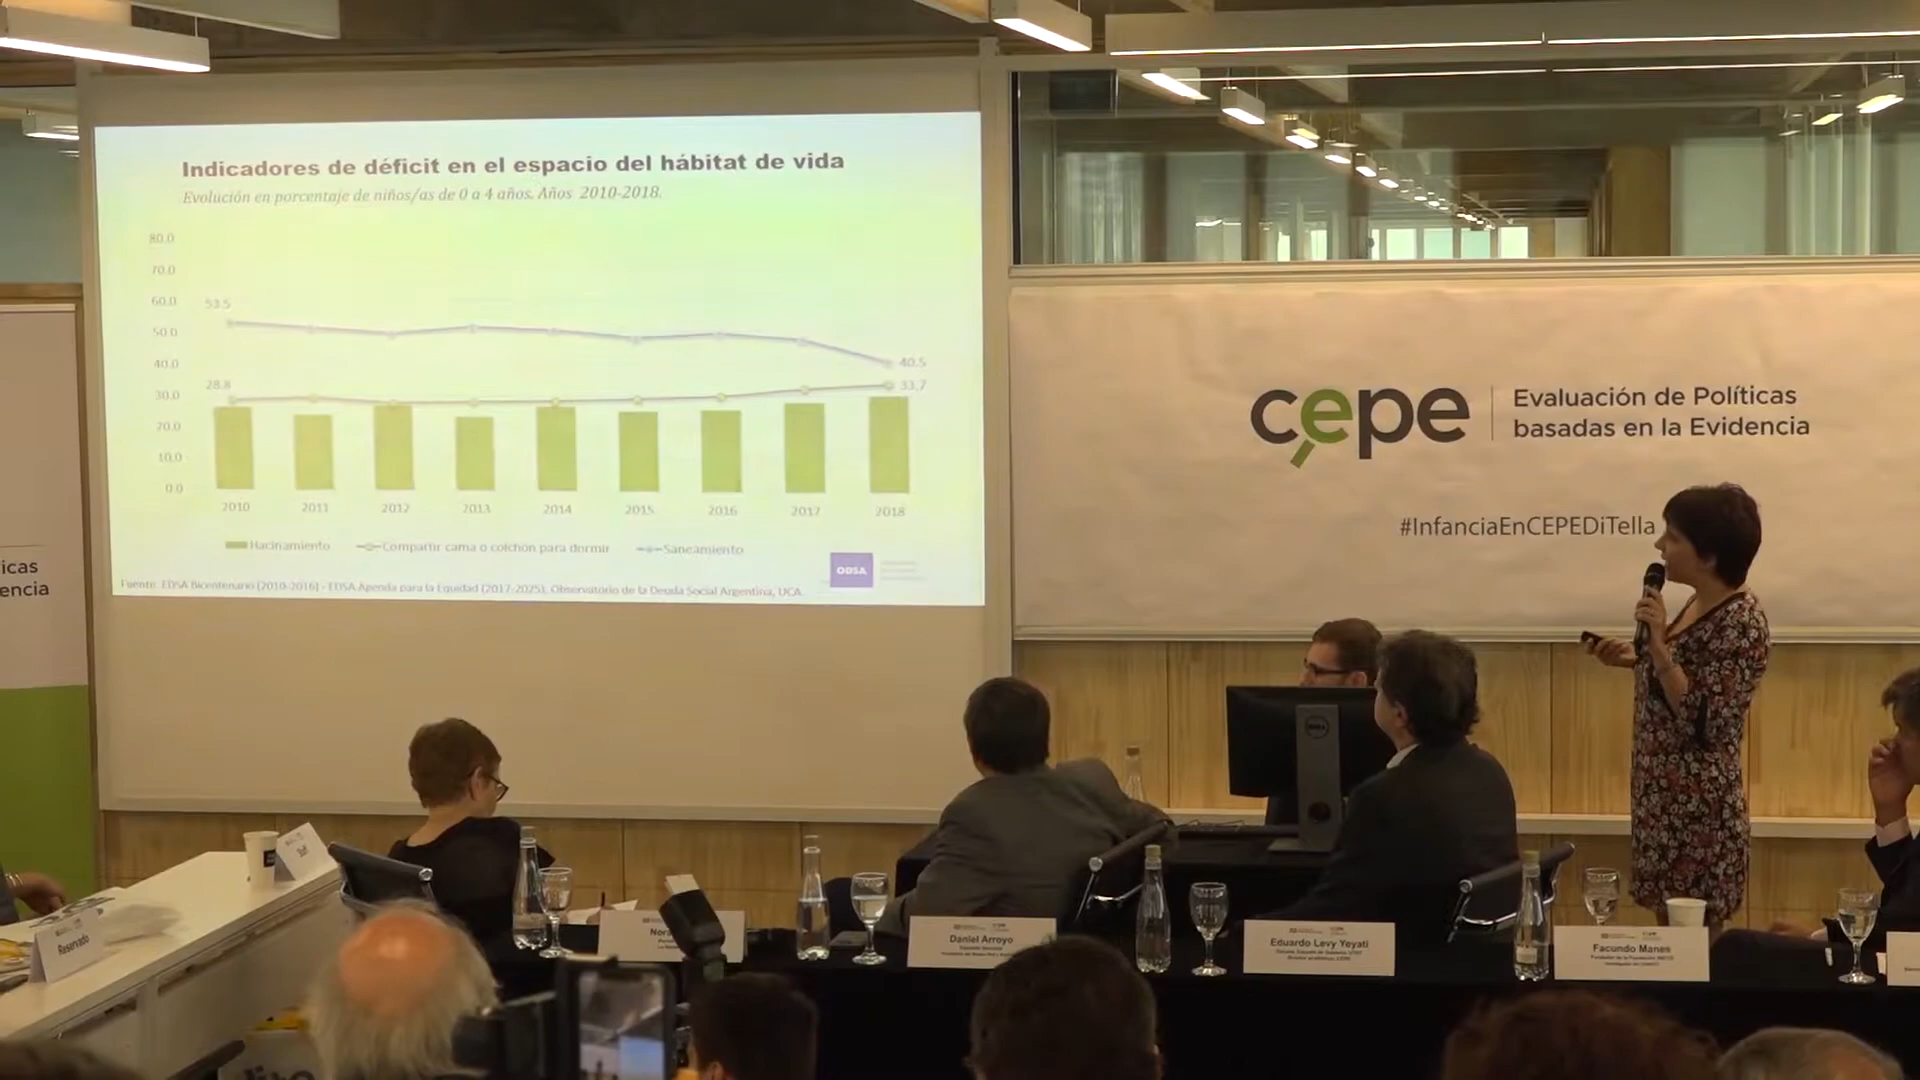 Indicadores de déficit en el espacio del hábitat de vida
Evolución en porcentaje de niños/as de 0 a 4 años. Años 2010-2018.
80.0
70.0
60.0
50.0
40.0
30.0
20.0
10.0
0.0
53.5
28.8
40.5
33.7
2010 2011 2012 2013 2014 2015 2016 2017 2018
Hacinamiento Compartir cama o colchón para dormir Saneamiento
ODSA
Fuente: EDSA Bicentenario (2010-2016) - EDSA Agenda para la Equidad (2017-2025), Observatorio de la Deuda Social Argentina, UCA.
cepe
Evaluación de Políticas
basadas en la Evidencia
#InfanciaEnCEPEDiTella
icas
encia
DELL
Staff
Reservado
Nora
Daniel Arroyo
Eduardo Levy Yeyati
Facundo Manes